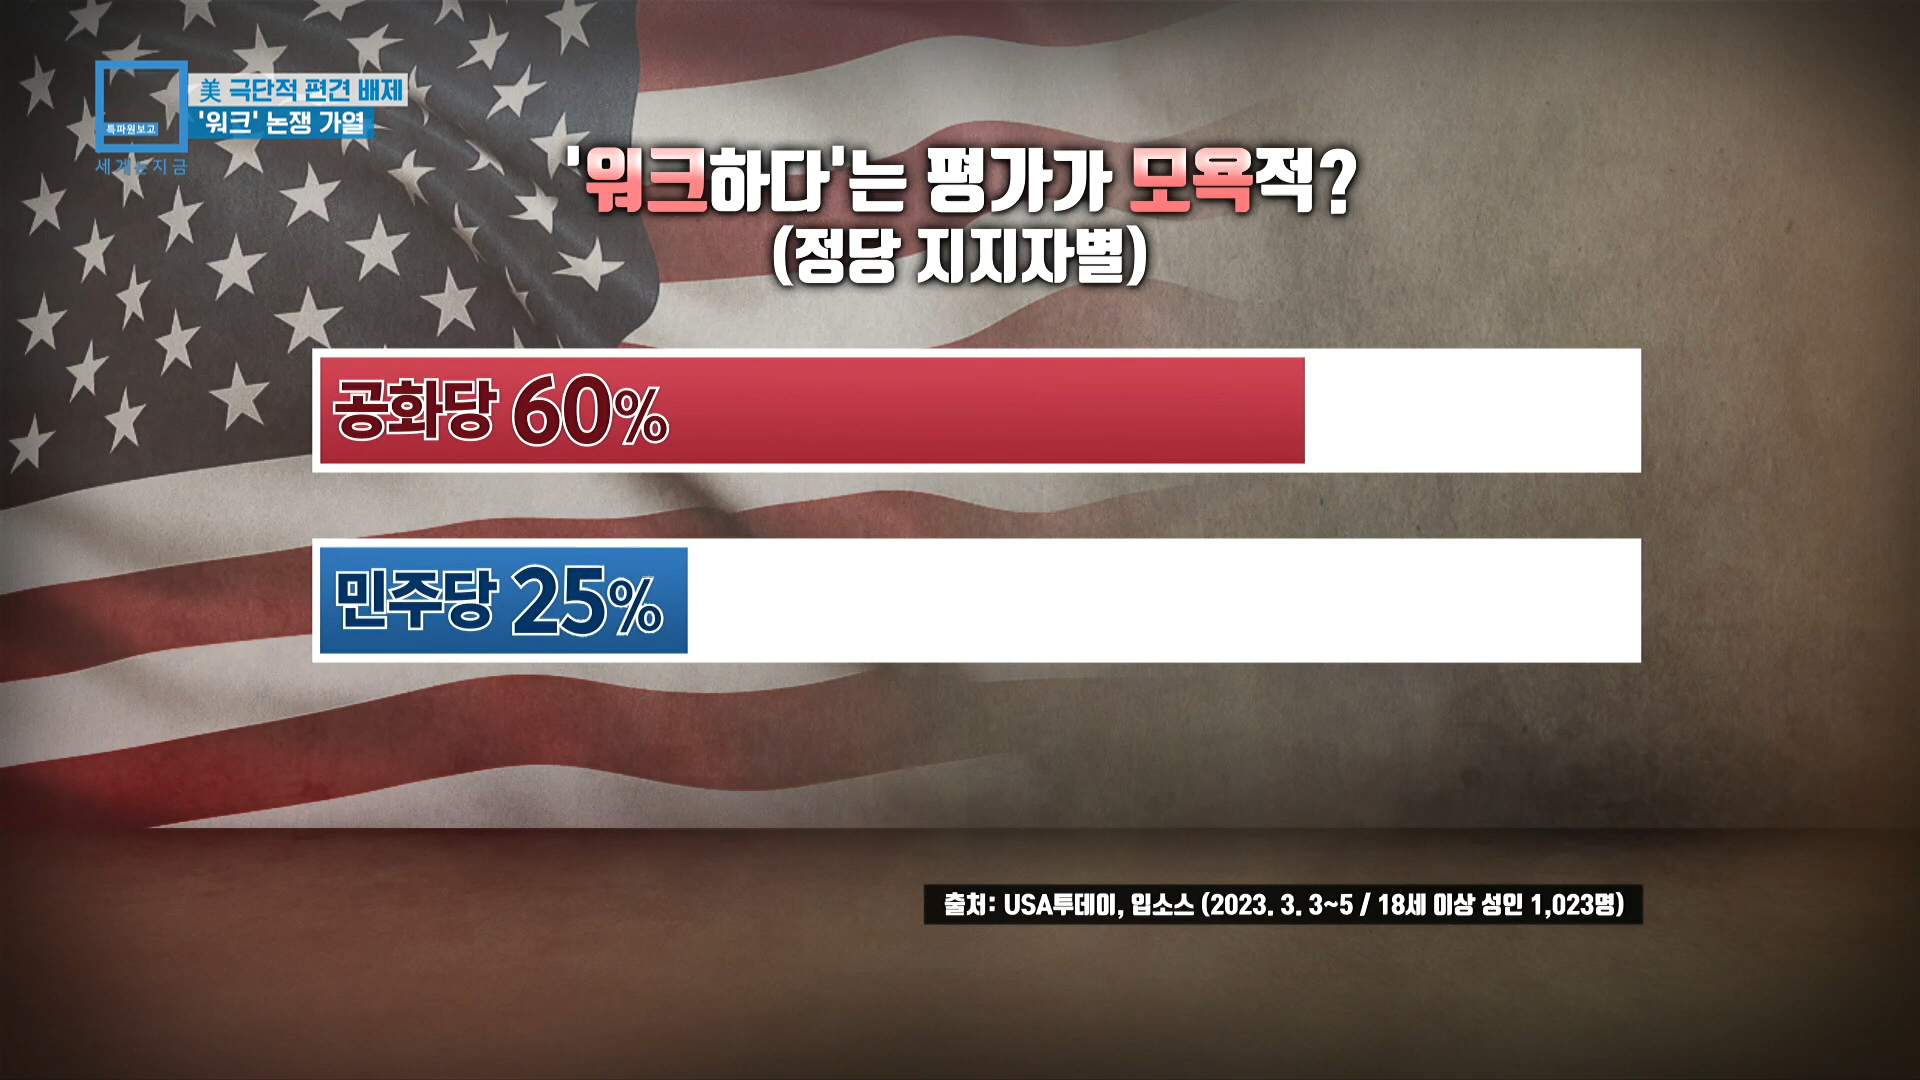 美 극단적 편견 배제
'워크' 논쟁 가열
특파원보고
세계는지금
'워크하다'는 평가가 모욕적?
(정당 지지자별)
공화당 60%
민주당 25%
출처: USA투데이, 입소스 (2023. 3. 3~5 / 18세 이상 성인 1,023명)